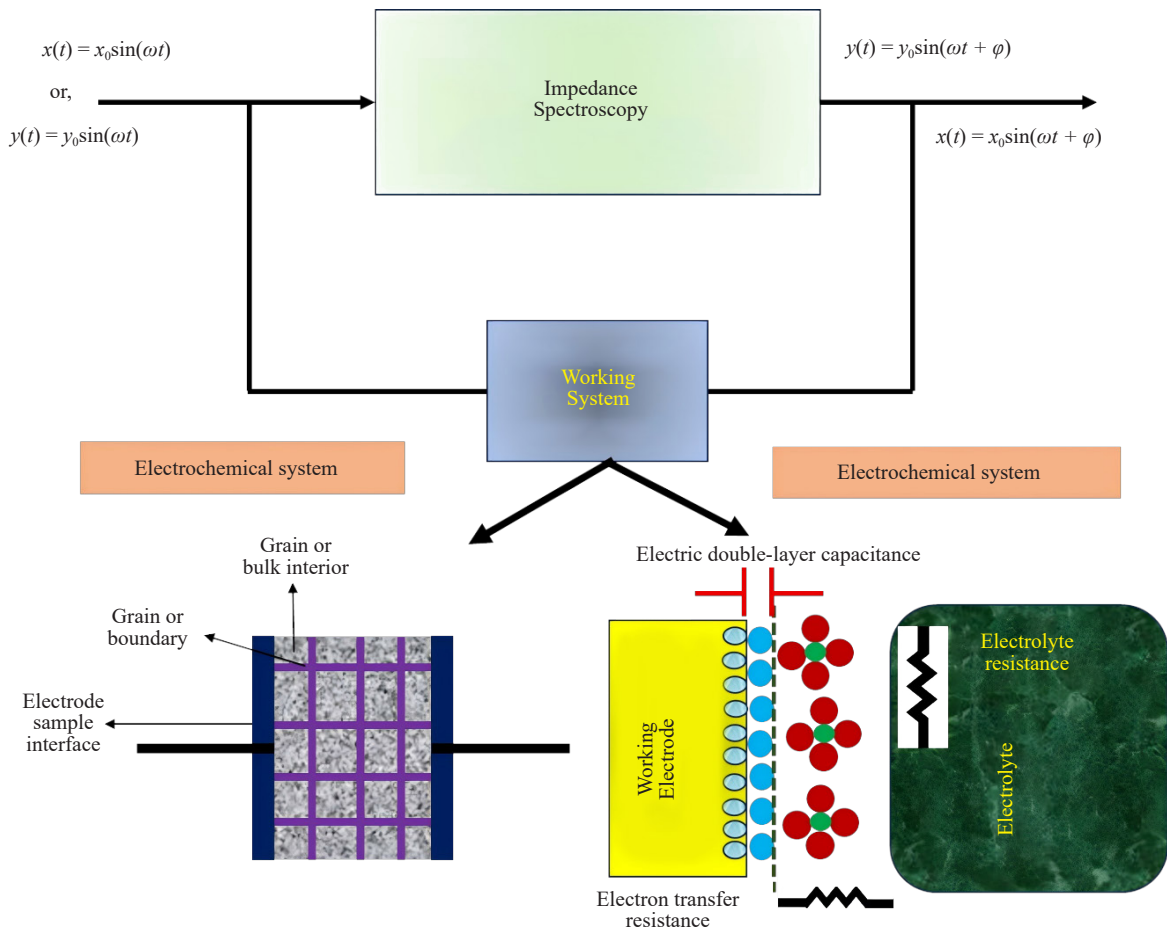 x(t) = x₀sin(ωt)
or,
y(t) = y₀sin(ωt)
Impedance
Spectroscopy
y(t) = y₀sin(ωt + φ)
x(t) = x₀sin(ωt + φ)
Working
System
Electrochemical system
Electrochemical system
Grain or
bulk interior
Grain or
boundary
Electrode
sample
interface
Electric double-layer capacitance
Working
Electrode
Electrolyte
resistance
Electrolyte
Electron transfer
resistance